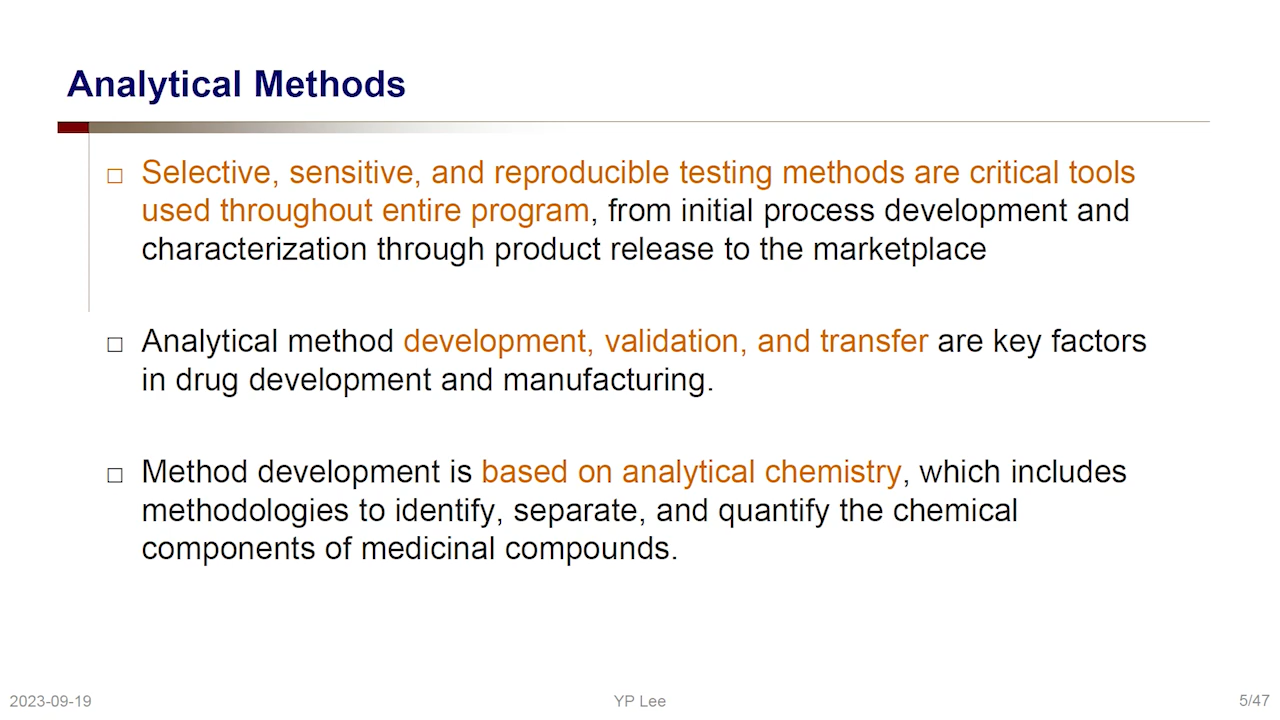 Analytical Methods
□ Selective, sensitive, and reproducible testing methods are critical tools
used throughout entire program, from initial process development and
characterization through product release to the marketplace
□ Analytical method development, validation, and transfer are key factors
in drug development and manufacturing.
□ Method development is based on analytical chemistry, which includes
methodologies to identify, separate, and quantify the chemical
components of medicinal compounds.
2023-09-19
YP Lee
5/47